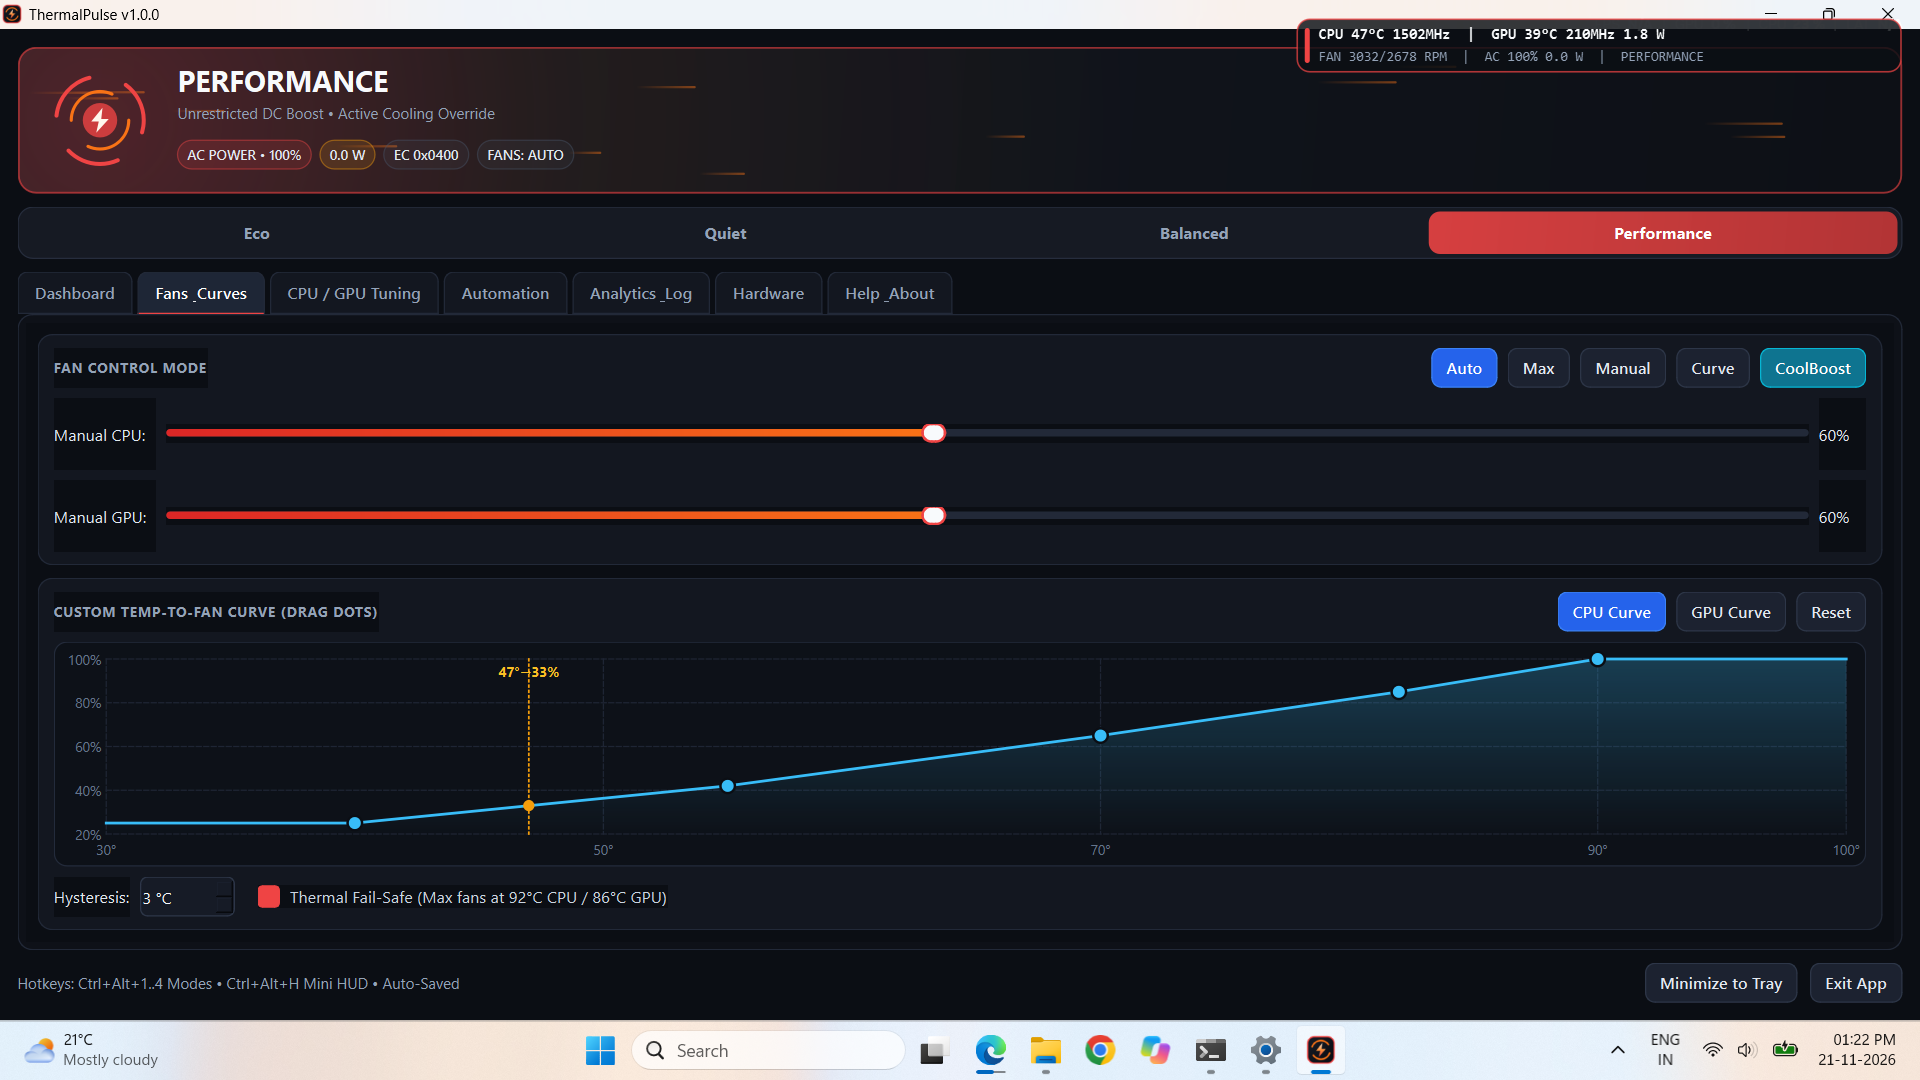 ThermalPulse v1.0.0
CPU 47°C 1502MHz | GPU 39°C 210MHz 1.8 W
FAN 3032/2678 RPM | AC 100% 0.0 W | PERFORMANCE
PERFORMANCE
Unrestricted DC Boost • Active Cooling Override
AC POWER • 100% 0.0 W EC 0x0400 FANS: AUTO
Eco Quiet Balanced Performance
Dashboard Fans _Curves CPU / GPU Tuning Automation Analytics _Log Hardware Help _About
FAN CONTROL MODE Auto Max Manual Curve CoolBoost
Manual CPU: 60%
Manual GPU: 60%
CUSTOM TEMP-TO-FAN CURVE (DRAG DOTS) CPU Curve GPU Curve Reset
100%
47°→33%
80%
60%
40%
20%
30° 50° 70° 90° 100°
Hysteresis: 3 °C Thermal Fail-Safe (Max fans at 92°C CPU / 86°C GPU)
Hotkeys: Ctrl+Alt+1..4 Modes • Ctrl+Alt+H Mini HUD • Auto-Saved Minimize to Tray Exit App
21°C
Mostly cloudy
Search
ENG
IN
01:22 PM
21-11-2026